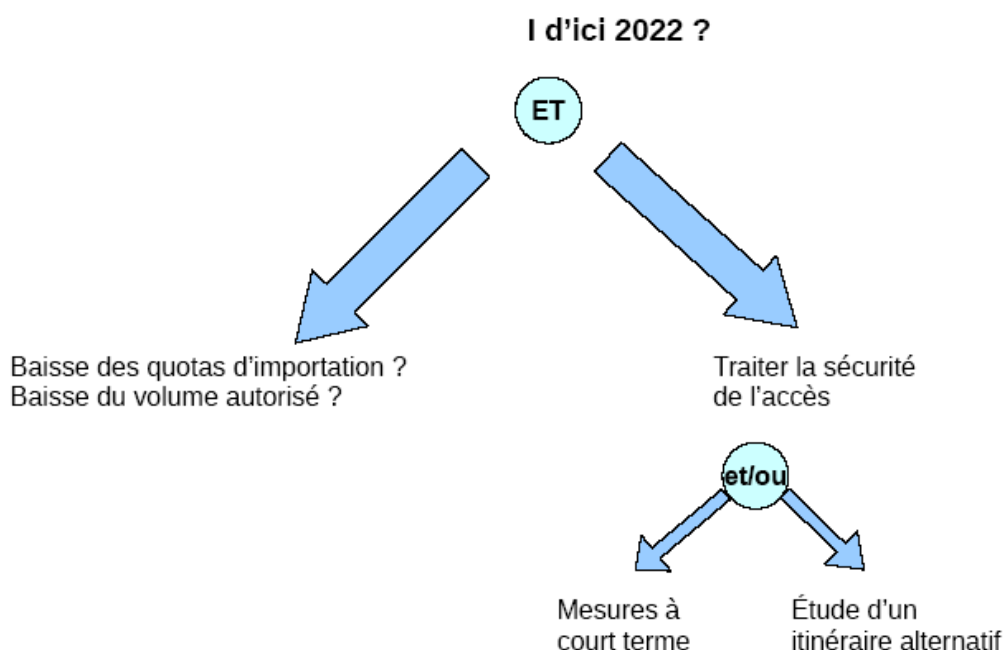 I d’ici 2022 ?
ET
Baisse des quotas d’importation ?
Baisse du volume autorisé ?
Traiter la sécurité
de l’accès
et/ou
Mesures à
court terme
Étude d’un
itinéraire alternatif